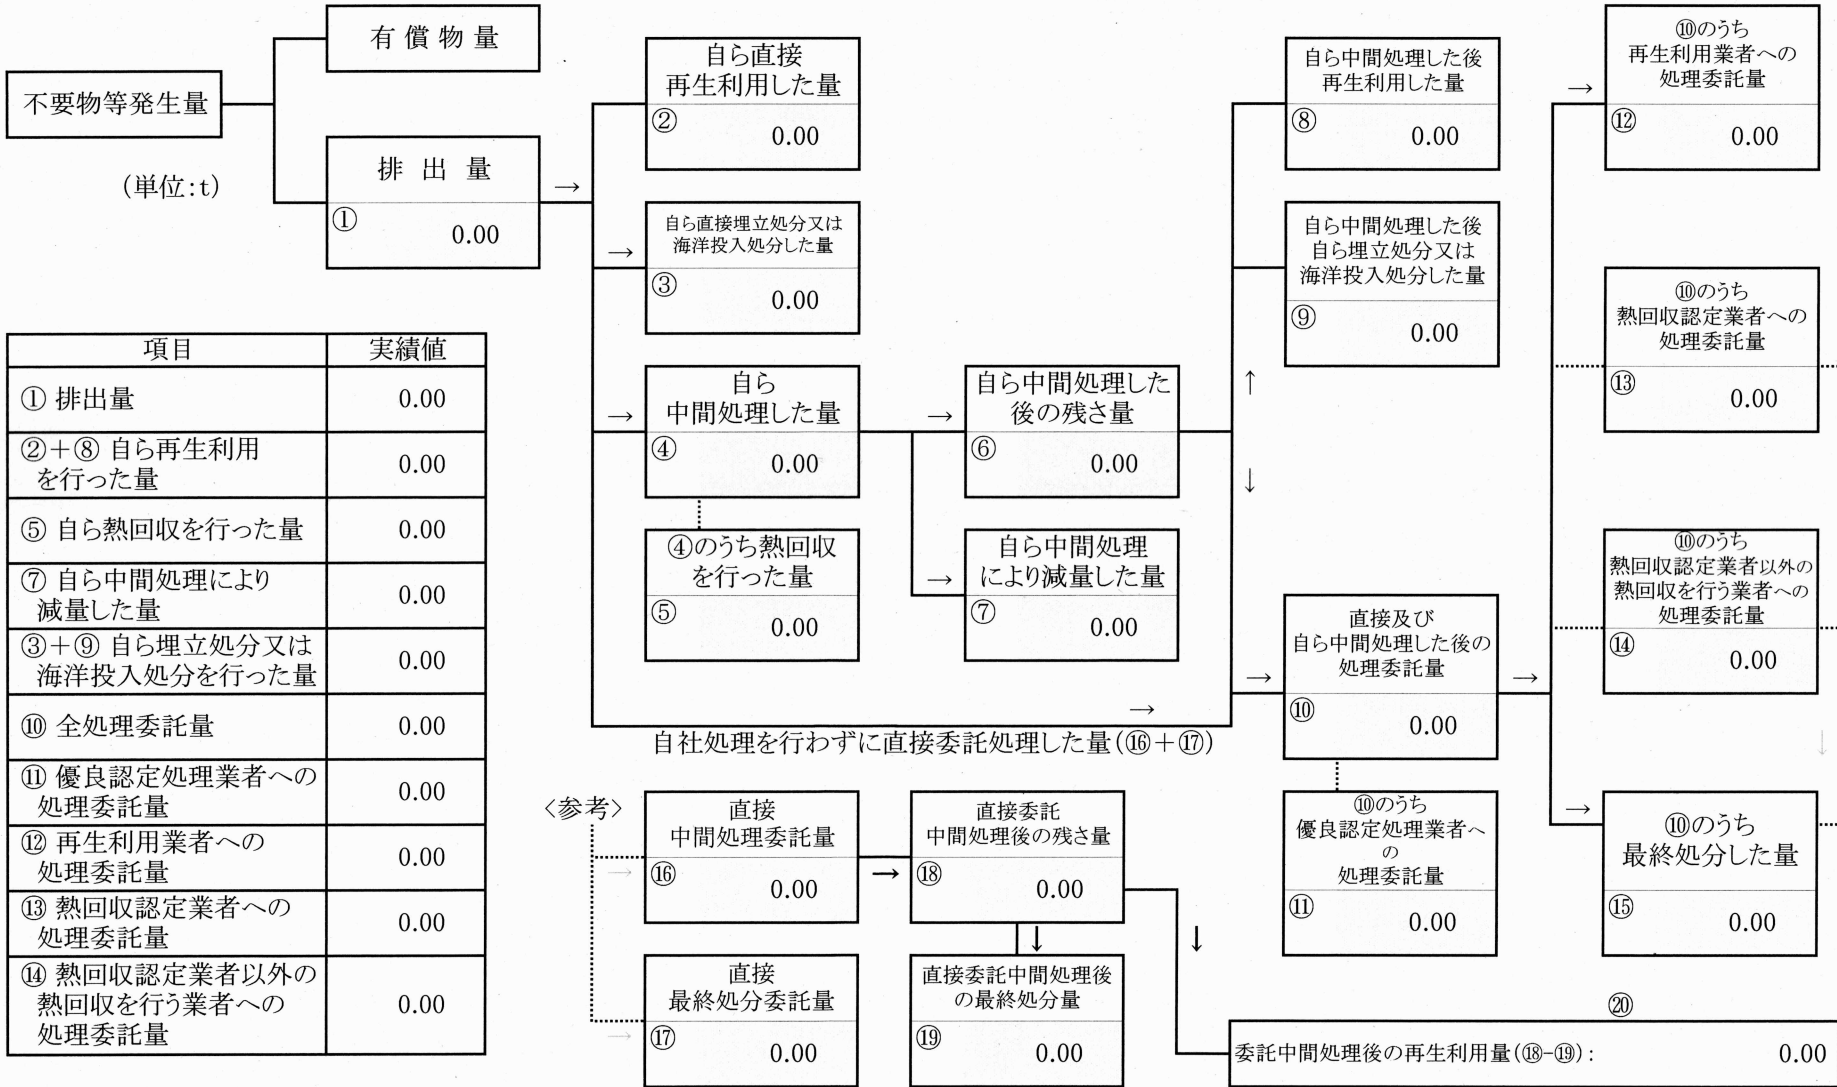 有償物量
不要物等発生量
(単位:t)
排出量
①
0.00
→
自ら直接
再生利用した量
②
0.00
→
自ら直接埋立処分又は
海洋投入処分した量
③
0.00
→
自ら
中間処理した量
④
0.00
④のうち熱回収
を行った量
⑤
0.00
→
自ら中間処理した
後の残さ量
⑥
0.00
→
自ら中間処理
により減量した量
⑦
0.00
自ら中間処理した後
再生利用した量
⑧
0.00
自ら中間処理した後
自ら埋立処分又は
海洋投入処分した量
⑨
0.00
↑
↓
→
直接及び
自ら中間処理した後の
処理委託量
⑩
0.00
→
⑩のうち
優良認定処理業者へ
の
処理委託量
⑪
0.00
→
⑩のうち
再生利用業者への
処理委託量
⑫
0.00
⑩のうち
熱回収認定業者への
処理委託量
⑬
0.00
⑩のうち
熱回収認定業者以外の
熱回収を行う業者への
処理委託量
⑭
0.00
↓
→
⑩のうち
最終処分した量
⑮
0.00
→
自社処理を行わずに直接委託処理した量(⑯+⑰)
項目 実績値
① 排出量 0.00
②+⑧ 自ら再生利用
を行った量 0.00
⑤ 自ら熱回収を行った量 0.00
⑦ 自ら中間処理により
減量した量 0.00
③+⑨ 自ら埋立処分又は
海洋投入処分を行った量 0.00
⑩ 全処理委託量 0.00
⑪ 優良認定処理業者への
処理委託量 0.00
⑫ 再生利用業者への
処理委託量 0.00
⑬ 熱回収認定業者への
処理委託量 0.00
⑭ 熱回収認定業者以外の
熱回収を行う業者への
処理委託量 0.00
〈参考〉
→
直接
中間処理委託量
⑯
0.00
→
直接委託
中間処理後の残さ量
⑱
0.00
↓
↓
→
直接
最終処分委託量
⑰
0.00
直接委託中間処理後
の最終処分量
⑲
0.00
⑳
委託中間処理後の再生利用量(⑱-⑲): 0.00